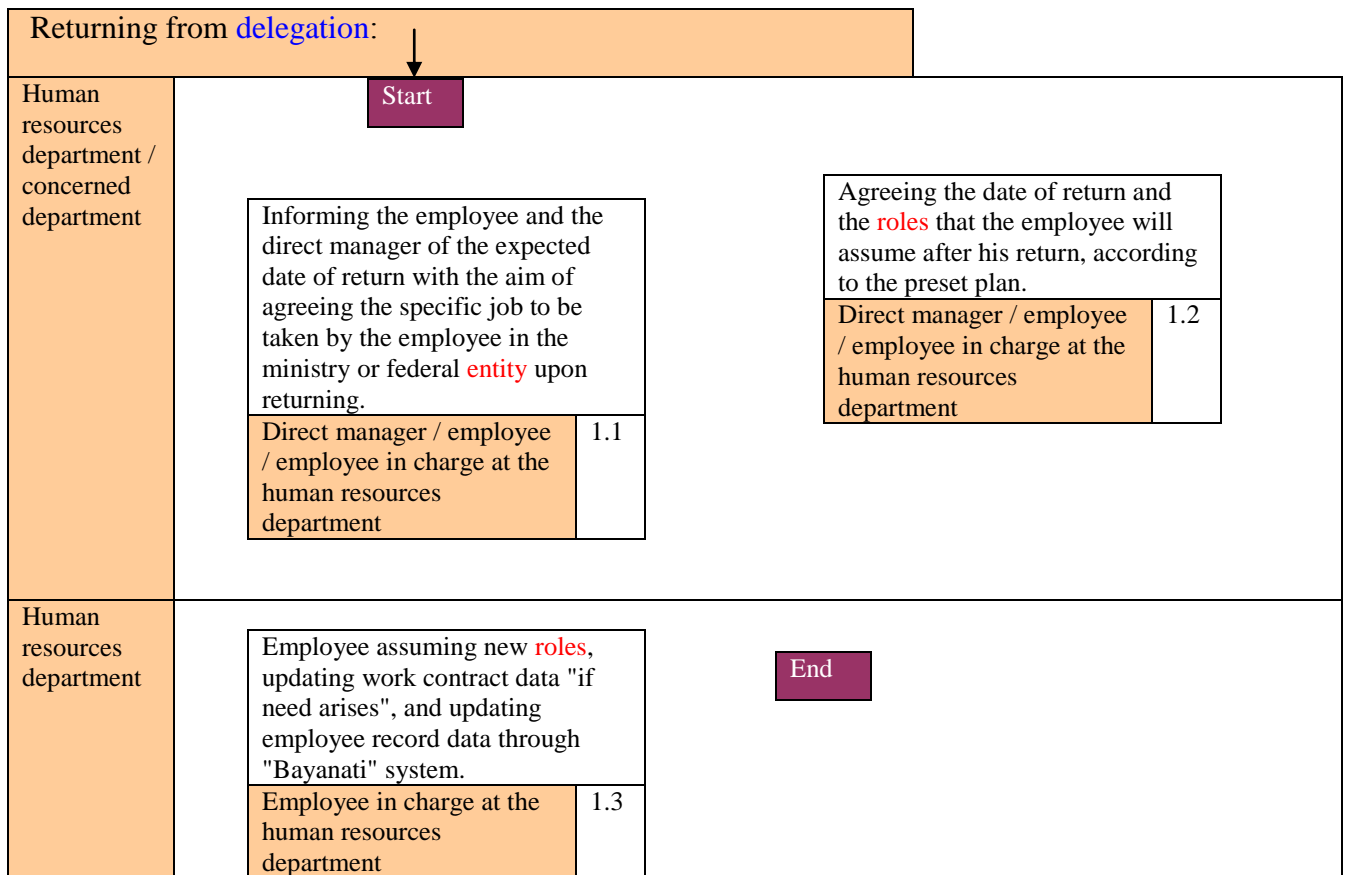 Returning from delegation:
Human
resources
department /
concerned
department
Start
Informing the employee and the
direct manager of the expected
date of return with the aim of
agreeing the specific job to be
taken by the employee in the
ministry or federal entity upon
returning.
Direct manager / employee
/ employee in charge at the
human resources
department
1.1
Agreeing the date of return and
the roles that the employee will
assume after his return, according
to the preset plan.
Direct manager / employee
/ employee in charge at the
human resources
department
1.2
Human
resources
department
Employee assuming new roles,
updating work contract data "if
need arises", and updating
employee record data through
"Bayanati" system.
Employee in charge at the
human resources
department
1.3
End